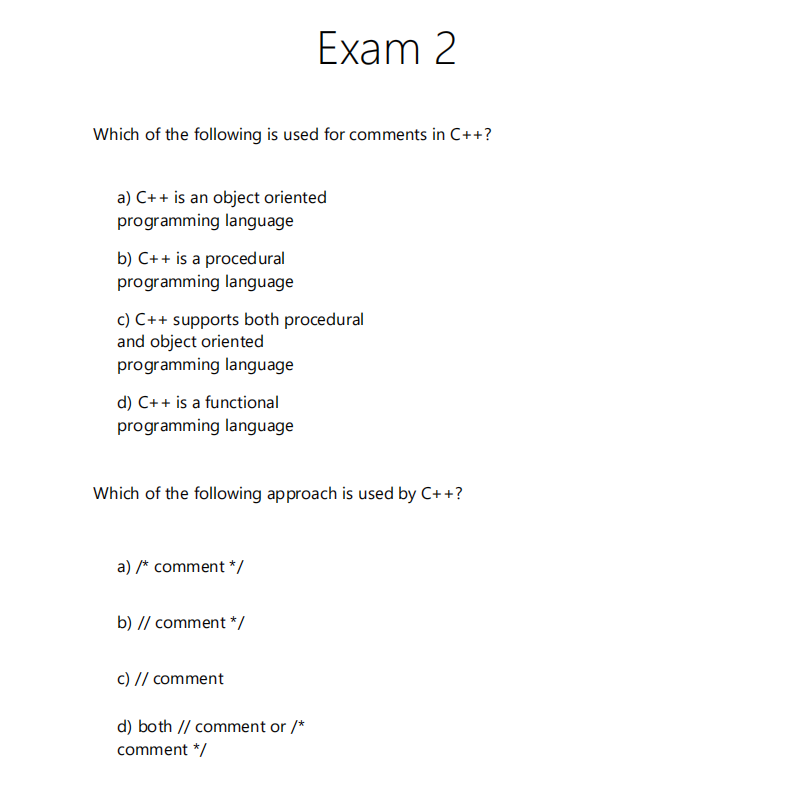 Exam 2
Which of the following is used for comments in C++?
a) C++ is an object oriented
programming language
b) C++ is a procedural
programming language
c) C++ supports both procedural
and object oriented
programming language
d) C++ is a functional
programming language
Which of the following approach is used by C++?
a) /* comment */
b) // comment */
c) // comment
d) both // comment or /*
comment */